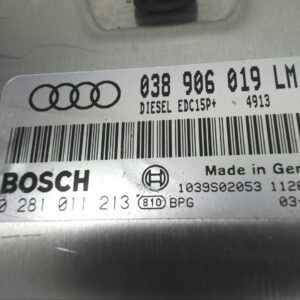 038 906 019 LM
DIESEL EDC15P+ 4913
BOSCH
Made in Ger
1039S02053 112
0 281 011 213 810 BPG 03-